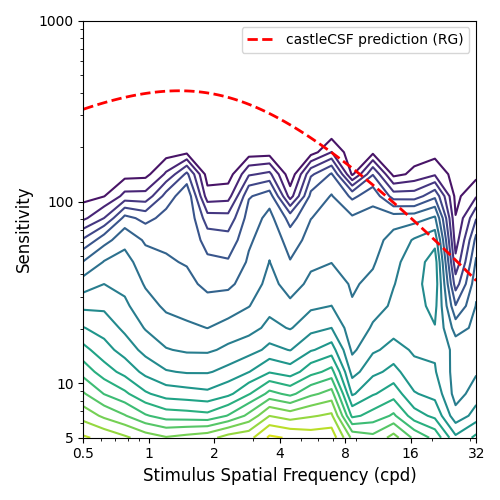 1000
castleCSF prediction (RG)
100
10
5
Sensitivity
0.5 1 2 4 8 16 32
Stimulus Spatial Frequency (cpd)